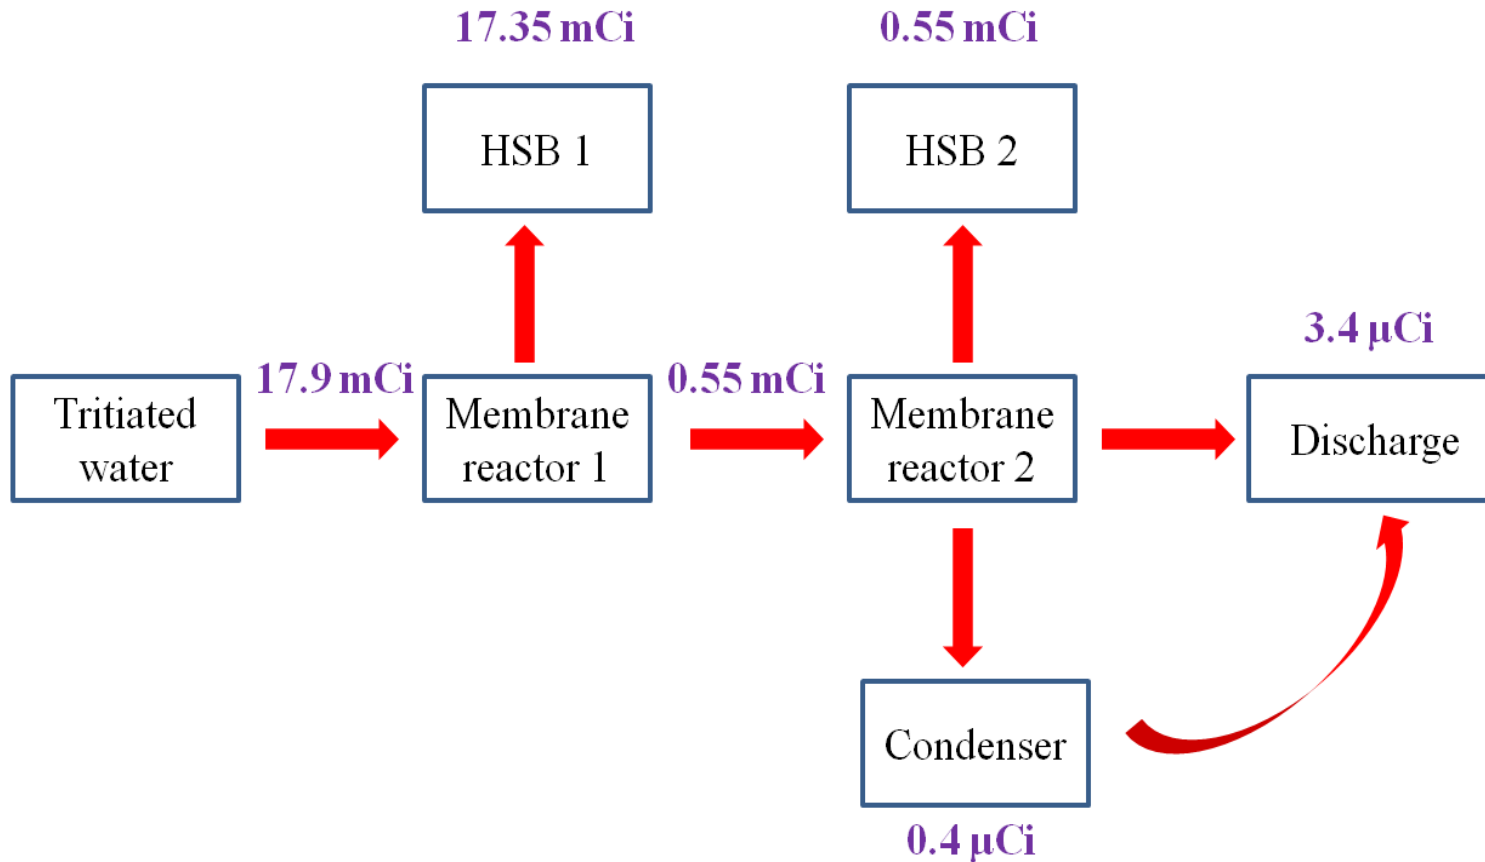 17.35 mCi
0.55 mCi
HSB 1
HSB 2
3.4 μCi
17.9 mCi
0.55 mCi
Tritiated
water
Membrane
reactor 1
Membrane
reactor 2
Discharge
Condenser
0.4 μCi